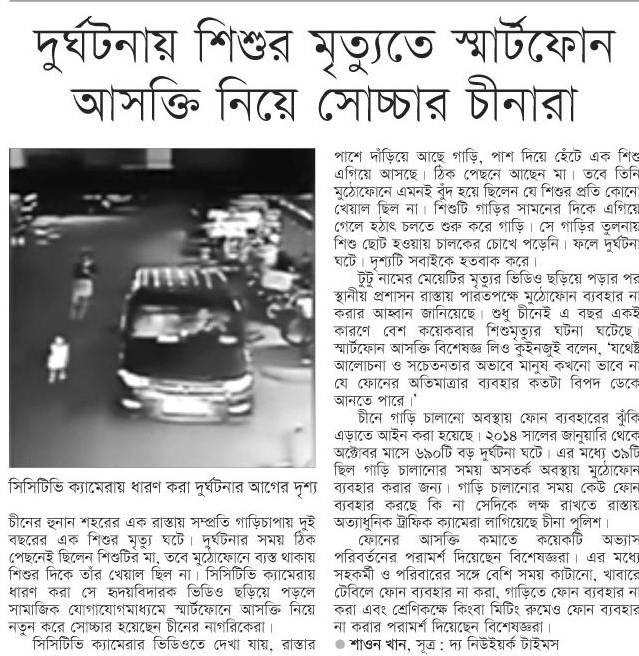 দুর্ঘটনায় শিশুর মৃত্যুতে স্মার্টফোন
আসক্তি নিয়ে সোচ্চার চীনারা
সিসিটিভি ক্যামেরায় ধারণ করা দুর্ঘটনার আগের দৃশ্য
চীনের হুনান শহরের এক রাস্তায় সম্প্রতি গাড়িচাপায় দুই
বছরের এক শিশুর মৃত্যু ঘটে। দুর্ঘটনার সময় ঠিক
পেছনেই ছিলেন শিশুটির মা, তবে মুঠোফোনে ব্যস্ত থাকায়
শিশুর দিকে তাঁর খেয়াল ছিল না। সিসিটিভি ক্যামেরায়
ধারণ করা সে হৃদয়বিদারক ভিডিও ছড়িয়ে পড়লে
সামাজিক যোগাযোগমাধ্যমে স্মার্টফোনে আসক্তি নিয়ে
নতুন করে সোচ্চার হয়েছেন চীনের নাগরিকেরা।
সিসিটিভি ক্যামেরার ভিডিওতে দেখা যায়, রাস্তার
পাশে দাঁড়িয়ে আছে গাড়ি, পাশ দিয়ে হেঁটে এক শিশু
এগিয়ে আসছে। ঠিক পেছনে আছেন মা। তবে তিনি
মুঠোফোনে এমনই বুঁদ হয়ে ছিলেন যে শিশুর প্রতি কোনো
খেয়াল ছিল না। শিশুটি গাড়ির সামনের দিকে এগিয়ে
গেলে হঠাৎ চলতে শুরু করে গাড়ি। সে গাড়ির তুলনায়
শিশু ছোট হওয়ায় চালকের চোখে পড়েনি। ফলে দুর্ঘটনা
ঘটে। দৃশ্যটি সবাইকে হতবাক করে।
টুটু নামের মেয়েটির মৃত্যুর ভিডিও ছড়িয়ে পড়ার পর
স্থানীয় প্রশাসন রাস্তায় পারতপক্ষে মুঠোফোন ব্যবহার না
করার আহ্বান জানিয়েছে। শুধু চীনেই এ বছর একই
কারণে বেশ কয়েকবার শিশুমৃত্যুর ঘটনা ঘটেছে।
স্মার্টফোন আসক্তি বিশেষজ্ঞ লিও কুইনজুই বলেন, ‘যথেষ্ট
আলোচনা ও সচেতনতার অভাবে মানুষ কখনো ভাবে না
যে ফোনের অতিমাত্রার ব্যবহার কতটা বিপদ ডেকে
আনতে পারে।’
চীনে গাড়ি চালানো অবস্থায় ফোন ব্যবহারের ঝুঁকি
এড়াতে আইন করা হয়েছে। ২০১৪ সালের জানুয়ারি থেকে
অক্টোবর মাসে ৬৯০টি বড় দুর্ঘটনা ঘটে। এর মধ্যে ৩৯টি
ছিল গাড়ি চালানোর সময় অসতর্ক অবস্থায় মুঠোফোন
ব্যবহার করার জন্য। গাড়ি চালানোর সময় কেউ ফোন
ব্যবহার করছে কি না সেদিকে লক্ষ রাখতে রাস্তায়
অত্যাধুনিক ট্রাফিক ক্যামেরা লাগিয়েছে চীনা পুলিশ।
ফোনের আসক্তি কমাতে কয়েকটি অভ্যাস
পরিবর্তনের পরামর্শ দিয়েছেন বিশেষজ্ঞরা। এর মধ্যে
সহকর্মী ও পরিবারের সঙ্গে বেশি সময় কাটানো, খাবার
টেবিলে ফোন ব্যবহার না করা, গাড়িতে ফোন ব্যবহার না
করা এবং শ্রেণিকক্ষে কিংবা মিটিং রুমেও ফোন ব্যবহার
না করার পরামর্শ দিয়েছেন বিশেষজ্ঞরা।
● শাওন খান, সূত্র : দ্য নিউইয়র্ক টাইমস